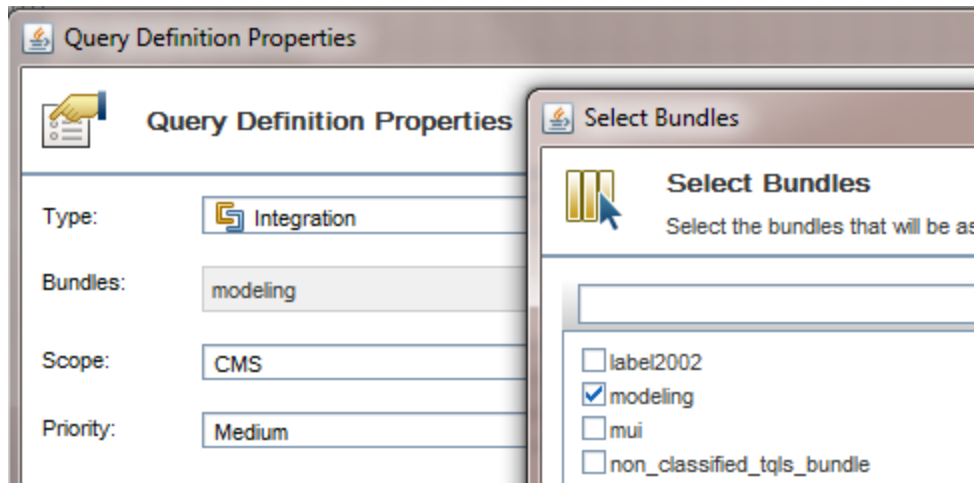 Query Definition Properties
Query Definition Properties
Type:
Integration
Bundles:
modeling
Scope:
CMS
Priority:
Medium
Select Bundles
Select Bundles
Select the bundles that will be as
label2002
modeling
mui
non_classified_tqls_bundle